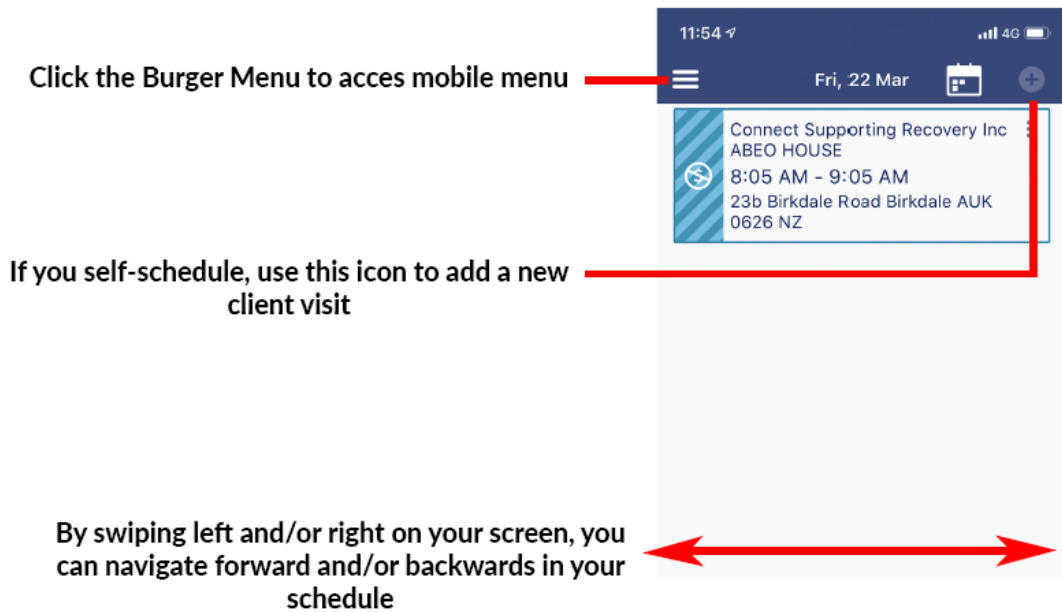 11:54
4G
Click the Burger Menu to acces mobile menu
Fri, 22 Mar
Connect Supporting Recovery Inc
ABEO HOUSE
8:05 AM - 9:05 AM
23b Birkdale Road Birkdale AUK
0626 NZ
If you self-schedule, use this icon to add a new
client visit
By swiping left and/or right on your screen, you
can navigate forward and/or backwards in your
schedule